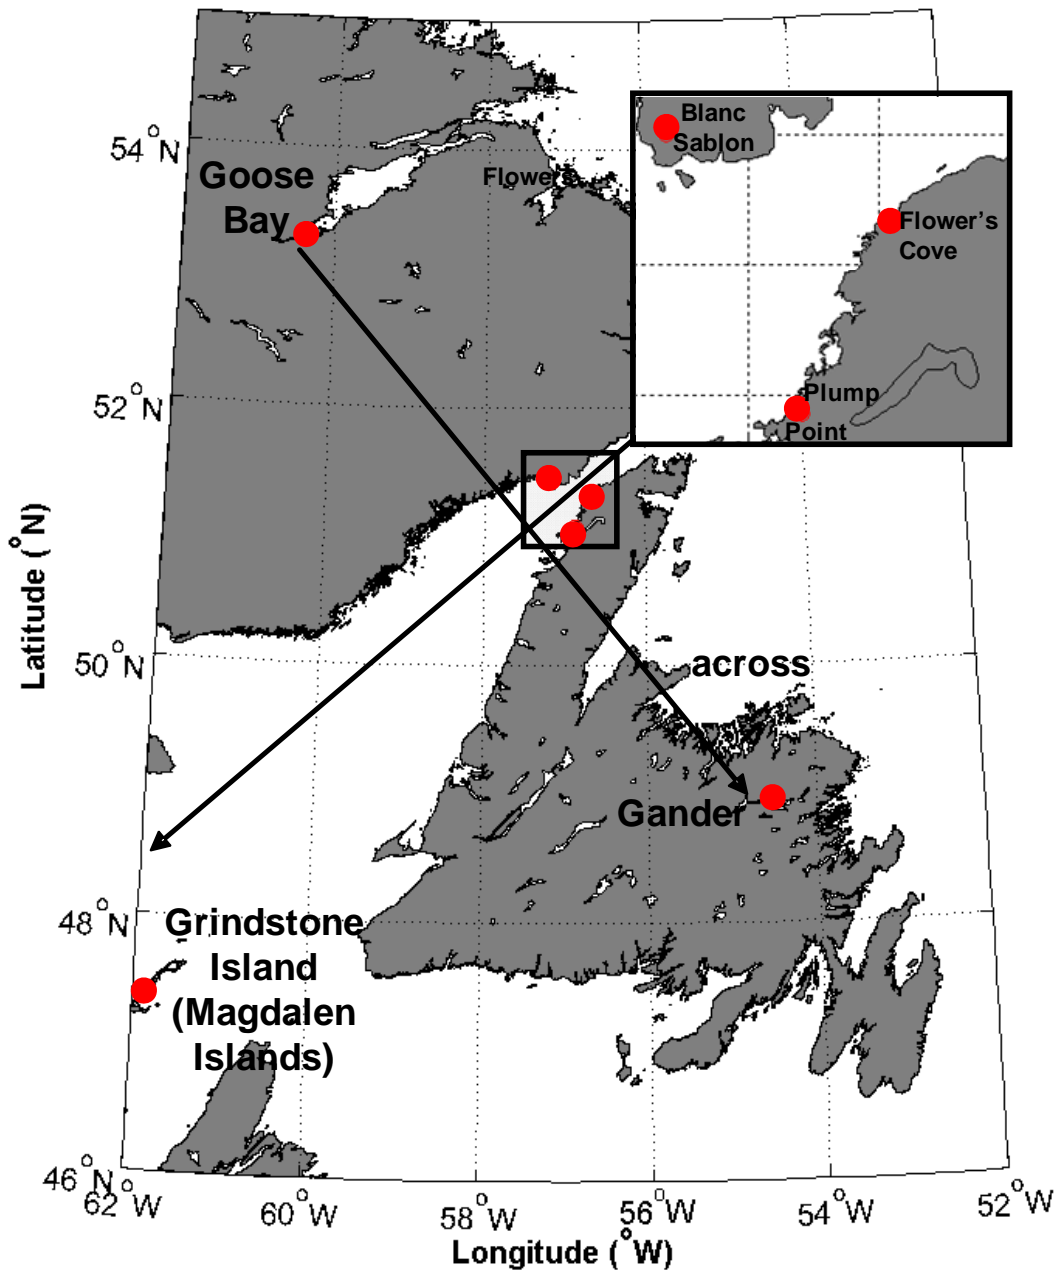 54°N
Goose
Bay
Flowers
Blanc
Sablon
Flower’s
Cove
Plump
Point
52°N
Latitude (°N)
50°N
across
Gander
48°N
Grindstone
Island
(Magdalen
Islands)
46°N
62°W
60°W
58°W
56°W
54°W
52°W
Longitude (°W)